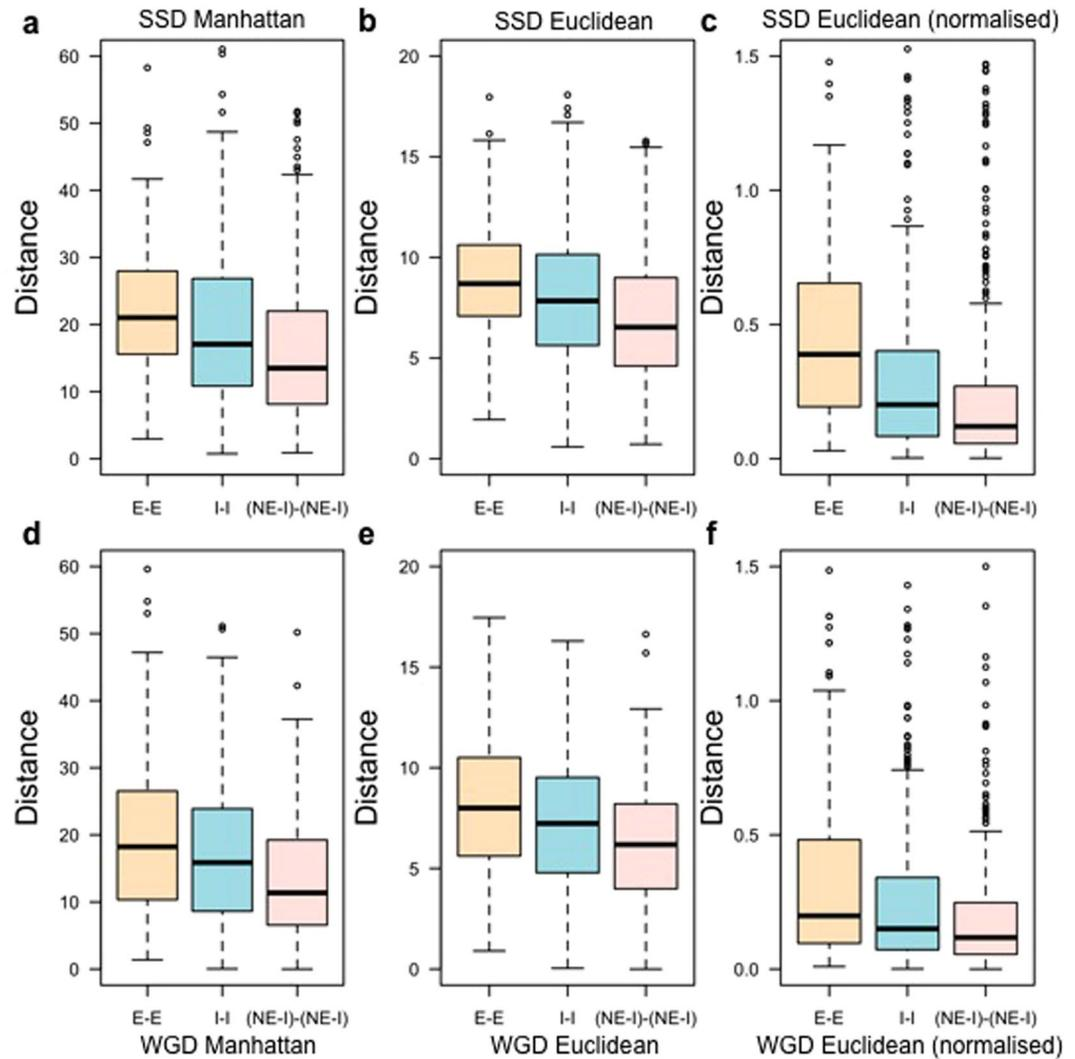 a SSD Manhattan b SSD Euclidean c SSD Euclidean (normalised)
60
50
40
30
20
10
0
Distance
E-E I-I (NE-I)-(NE-I)
20
15
10
5
0
Distance
E-E I-I (NE-I)-(NE-I)
1.5
1.0
0.5
0.0
Distance
E-E I-I (NE-I)-(NE-I)
d e f
60
50
40
30
20
10
0
Distance
E-E I-I (NE-I)-(NE-I)
WGD Manhattan
20
15
10
5
0
Distance
E-E I-I (NE-I)-(NE-I)
WGD Euclidean
1.5
1.0
0.5
0.0
Distance
E-E I-I (NE-I)-(NE-I)
WGD Euclidean (normalised)